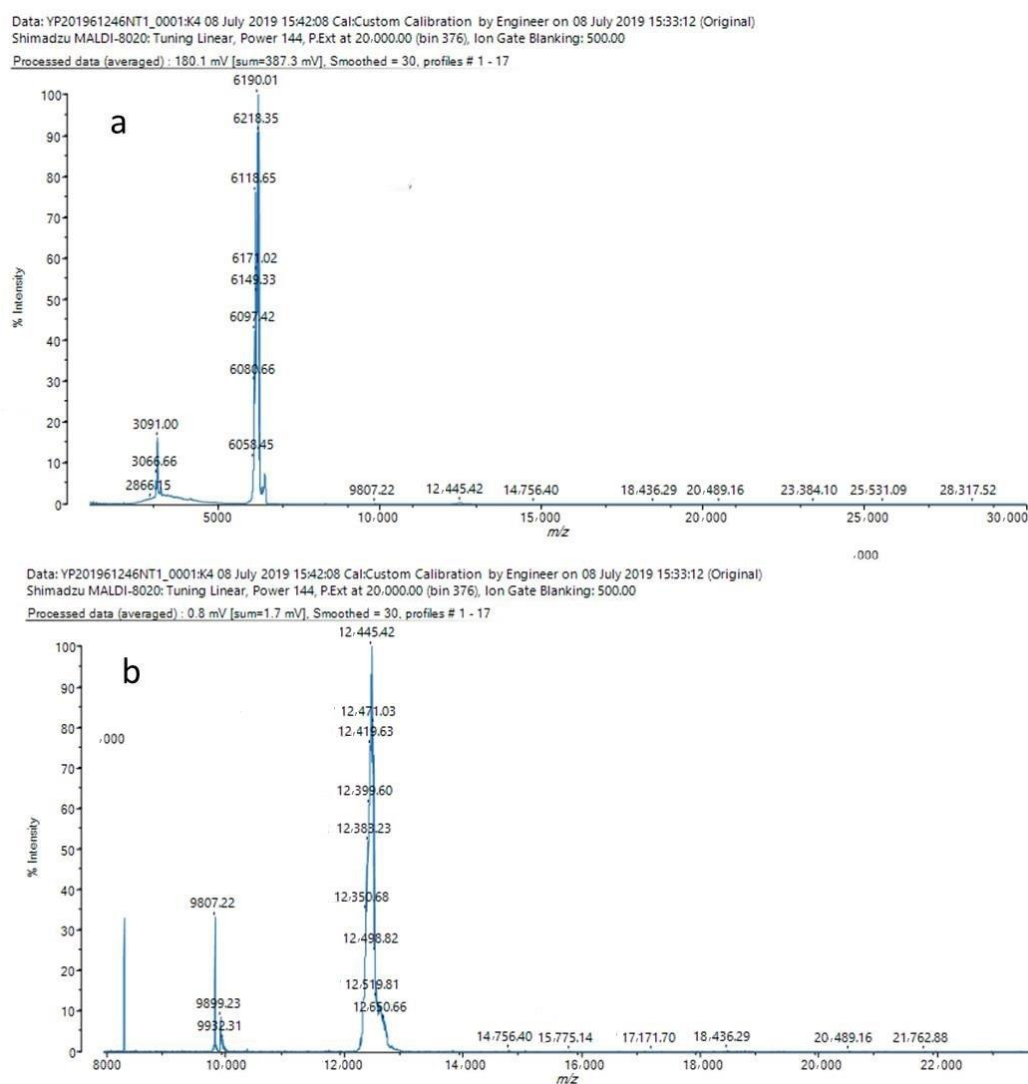 Data: YP201961246NT1_0001:K4 08 July 2019 15:42:08 Cal:Custom Calibration by Engineer on 08 July 2019 15:33:12 (Original)
Shimadzu MALDI-8020: Tuning Linear, Power 144, P.Ext at 20,000.00 (bin 376), Ion Gate Blanking: 500.00
Processed data (averaged) : 180.1 mV [sum=387.3 mV], Smoothed = 30, profiles # 1 - 17
6190.01
100
a
6218.35
90
80
6118.65
70
60
6171.02
6149.33
% Intensity
50
6097.42
40
6080.66
30
3091.00
20
6058.45
3066.66
10
2866.15
9807.22 12,445.42 14,756.40 18,436.29 20,489.16 23,384.10 25,531.09 28,317.52
0
5000 10,000 15,000 20,000 25,000 30,000
m/z
,000
Data: YP201961246NT1_0001:K4 08 July 2019 15:42:08 Cal:Custom Calibration by Engineer on 08 July 2019 15:33:12 (Original)
Shimadzu MALDI-8020: Tuning Linear, Power 144, P.Ext at 20,000.00 (bin 376), Ion Gate Blanking: 500.00
Processed data (averaged) : 0.8 mV [sum=1.7 mV], Smoothed = 30, profiles # 1 - 17
12,445.42
100
b
90
12,471.03
80
12,419.63
,000
70
12,399.60
60
12,383.23
% Intensity
50
40
12,350.68
9807.22
30
12,498.82
20
12,519.81
9899.23
10
12,650.66
9932.31
14,756.40 15,775.14 17,171.70 18,436.29 20,489.16 21,762.88
0
8000 10,000 12,000 14,000 16,000 18,000 20,000 22,000
m/z